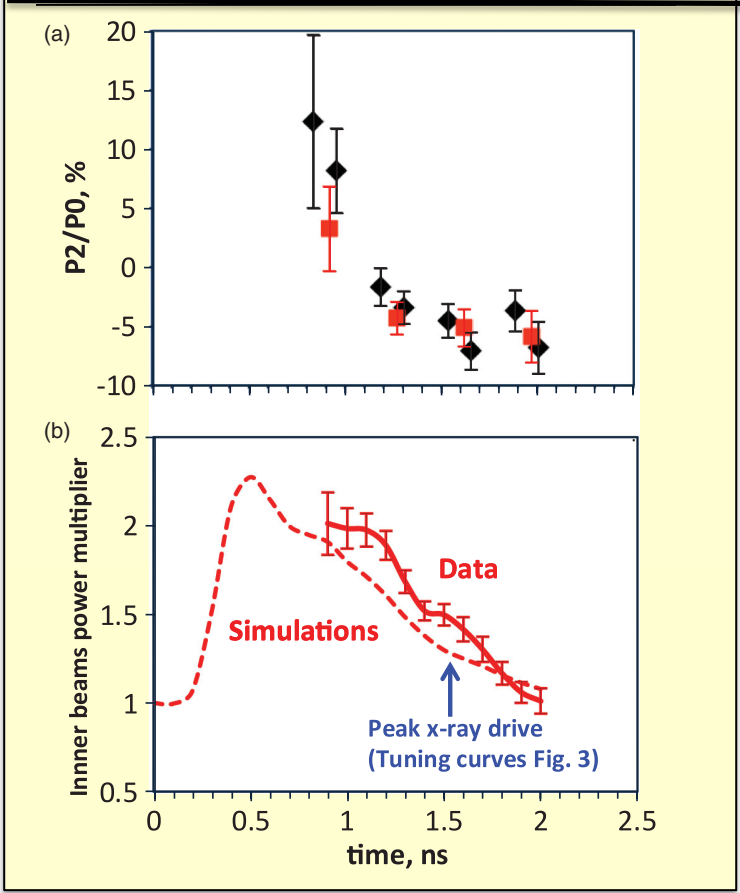 (a)
20
15
10
5
0
-5
-10
P2/P0, %
(b)
2.5
2
1.5
1
0.5
Innner beams power multiplier
Data
Simulations
Peak x-ray drive
(Tuning curves Fig. 3)
0 0.5 1 1.5 2 2.5
time, ns